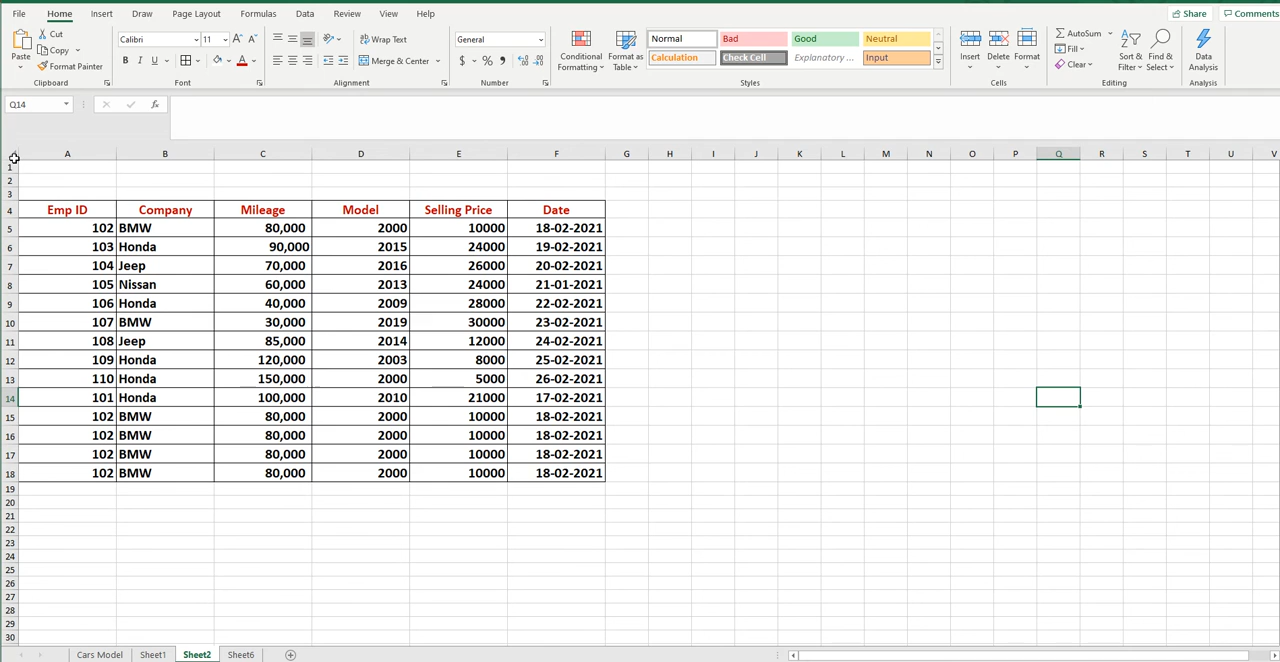 File Home Insert Draw Page Layout Formulas Data Review View Help Share Comments
Paste Cut Copy Format Painter Clipboard
Calibri 11 A A B I U A Font
Wrap Text Merge & Center Alignment
General $ % , Number
Conditional Formatting Format as Table
Normal Bad Good Neutral
Calculation Check Cell Explanatory ... Input
Styles
Insert Delete Format Cells
AutoSum Fill Clear Sort & Filter Find & Select Editing
Data Analysis Analysis
Q14 fx
A B C D E F G H I J K L M N O P Q R S T U V
1
2
3
4 Emp ID Company Mileage Model Selling Price Date
5 102 BMW 80,000 2000 10000 18-02-2021
6 103 Honda 90,000 2015 24000 19-02-2021
7 104 Jeep 70,000 2016 26000 20-02-2021
8 105 Nissan 60,000 2013 24000 21-01-2021
9 106 Honda 40,000 2009 28000 22-02-2021
10 107 BMW 30,000 2019 30000 23-02-2021
11 108 Jeep 85,000 2014 12000 24-02-2021
12 109 Honda 120,000 2003 8000 25-02-2021
13 110 Honda 150,000 2000 5000 26-02-2021
14 101 Honda 100,000 2010 21000 17-02-2021
15 102 BMW 80,000 2000 10000 18-02-2021
16 102 BMW 80,000 2000 10000 18-02-2021
17 102 BMW 80,000 2000 10000 18-02-2021
18 102 BMW 80,000 2000 10000 18-02-2021
19
20
21
22
23
24
25
26
27
28
29
30
Cars Model Sheet1 Sheet2 Sheet6